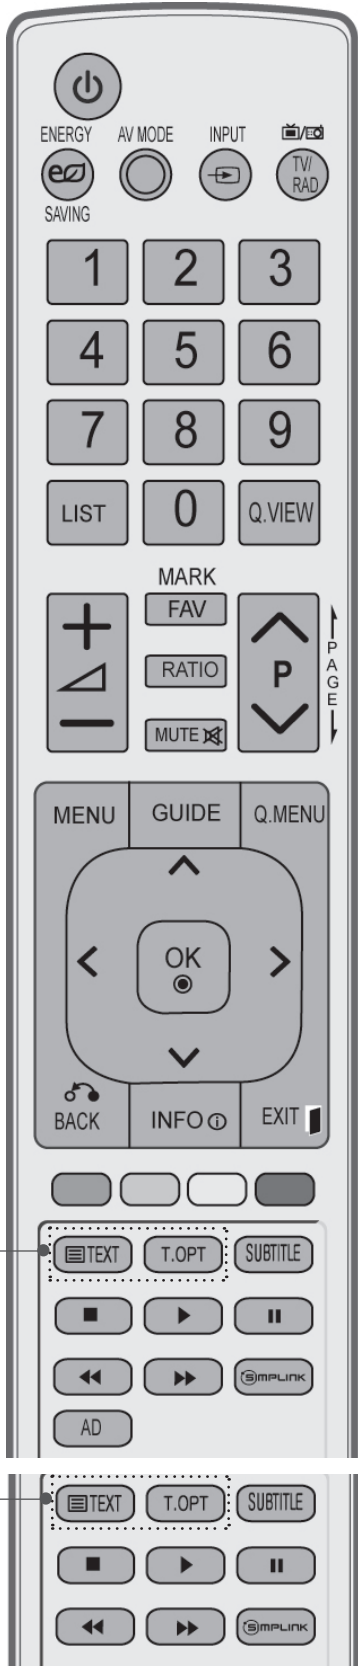 ENERGY AV MODE INPUT
TV/
RAD
SAVING
1 2 3
4 5 6
7 8 9
LIST 0 Q.VIEW
MARK
FAV
RATIO P PAGE
MUTE
MENU GUIDE Q.MENU
OK
BACK INFO EXIT
TEXT T.OPT SUBTITLE
SIMPLINK
AD
TEXT T.OPT SUBTITLE
SIMPLINK